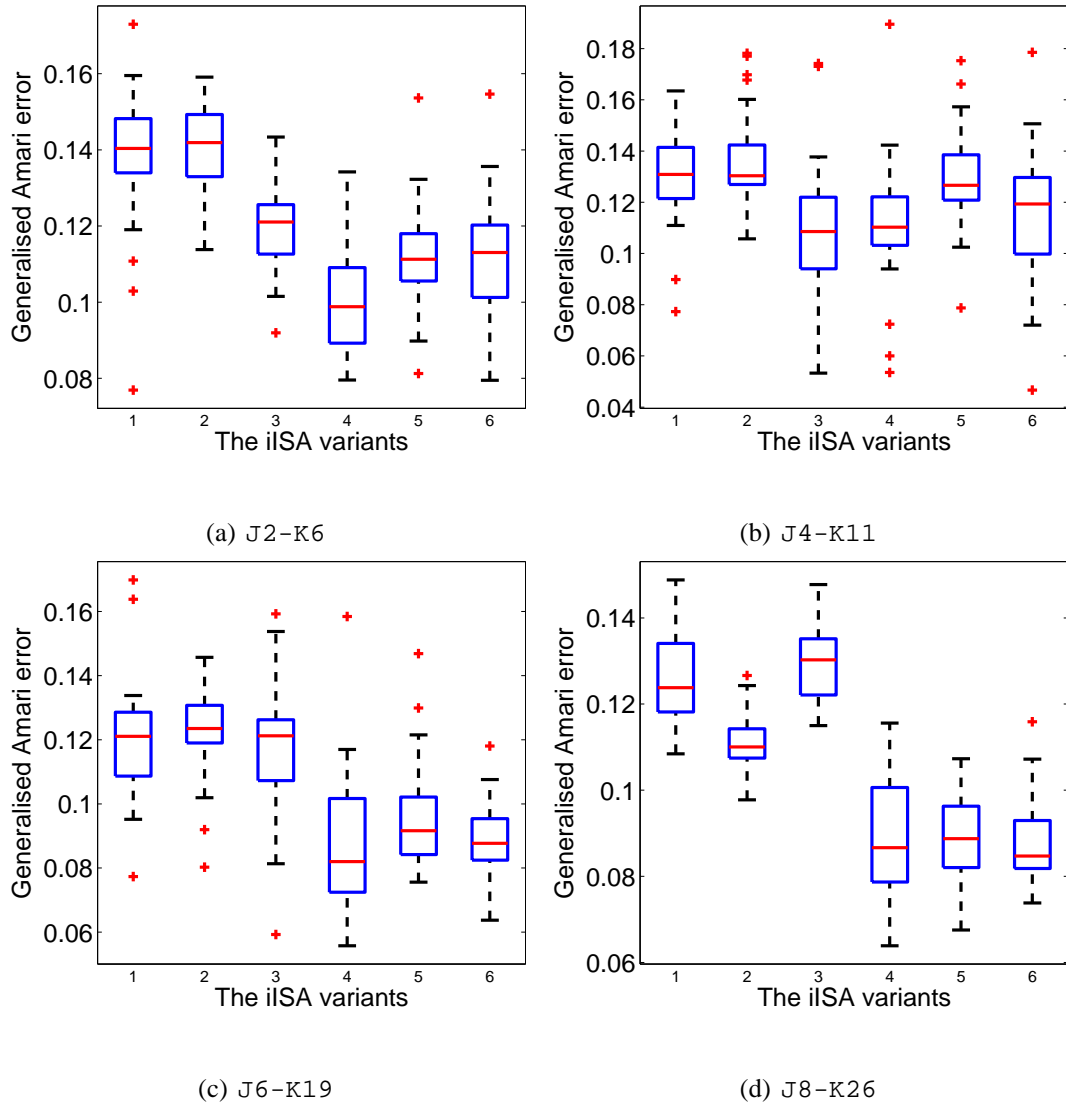 Generalised Amari error
0.16
0.14
0.12
0.1
0.08
1 2 3 4 5 6
The iISA variants
(a) J2-K6
Generalised Amari error
0.18
0.16
0.14
0.12
0.1
0.08
0.06
0.04
1 2 3 4 5 6
The iISA variants
(b) J4-K11
Generalised Amari error
0.16
0.14
0.12
0.1
0.08
0.06
1 2 3 4 5 6
The iISA variants
(c) J6-K19
Generalised Amari error
0.14
0.12
0.1
0.08
0.06
1 2 3 4 5 6
The iISA variants
(d) J8-K26